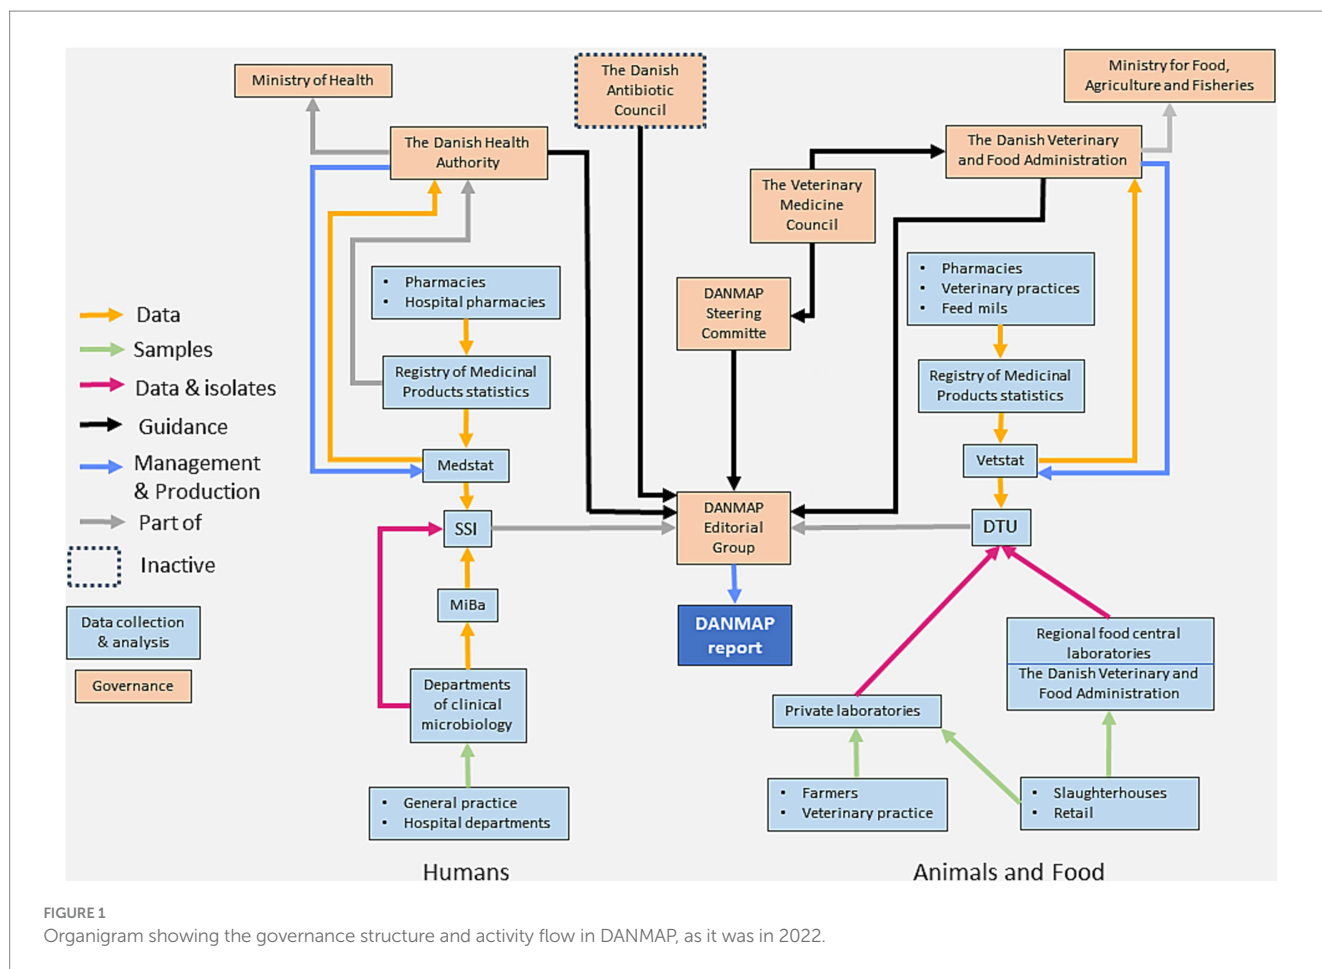 Ministry of Health
The Danish
Antibiotic
Council
Ministry for Food,
Agriculture and Fisheries
The Danish Health
Authority
The Danish Veterinary
and Food Administration
The Veterinary
Medicine
Council
• Pharmacies
• Hospital pharmacies
DANMAP
Steering
Committe
• Pharmacies
• Veterinary practices
• Feed mils
Data
Samples
Data & isolates
Guidance
Management
& Production
Part of
Inactive
Data collection
& analysis
Governance
Registry of Medicinal
Products statistics
Registry of Medicinal
Products statistics
Medstat
Vetstat
SSI
DANMAP
Editorial
Group
DTU
MiBa
DANMAP
report
Departments
of clinical
microbiology
Regional food central
laboratories
The Danish Veterinary and
Food Administration
Private laboratories
• General practice
• Hospital departments
• Farmers
• Veterinary practice
• Slaughterhouses
• Retail
Humans
Animals and Food
FIGURE 1
Organigram showing the governance structure and activity flow in DANMAP, as it was in 2022.